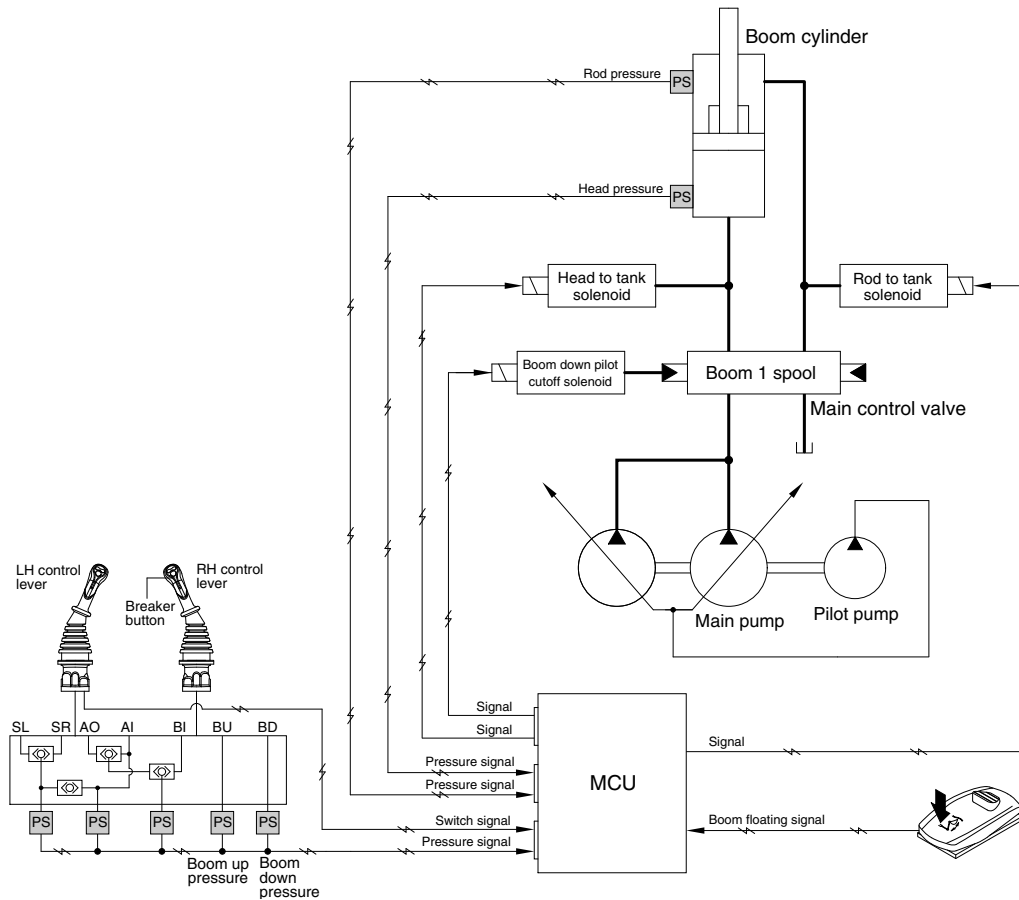 Boom cylinder
Rod pressure
PS
Head pressure
PS
Head to tank
solenoid
Rod to tank
solenoid
Boom down pilot
cutoff solenoid
Boom 1 spool
Main control valve
LH control
lever
RH control
lever
Breaker
button
Main pump
Pilot pump
SL
SR
AO
AI
BI
BU
BD
Signal
Signal
Signal
Pressure signal
Pressure signal
MCU
PS
PS
PS
PS
PS
Switch signal
Boom floating signal
Pressure signal
Boom up
pressure
Boom
down
pressure